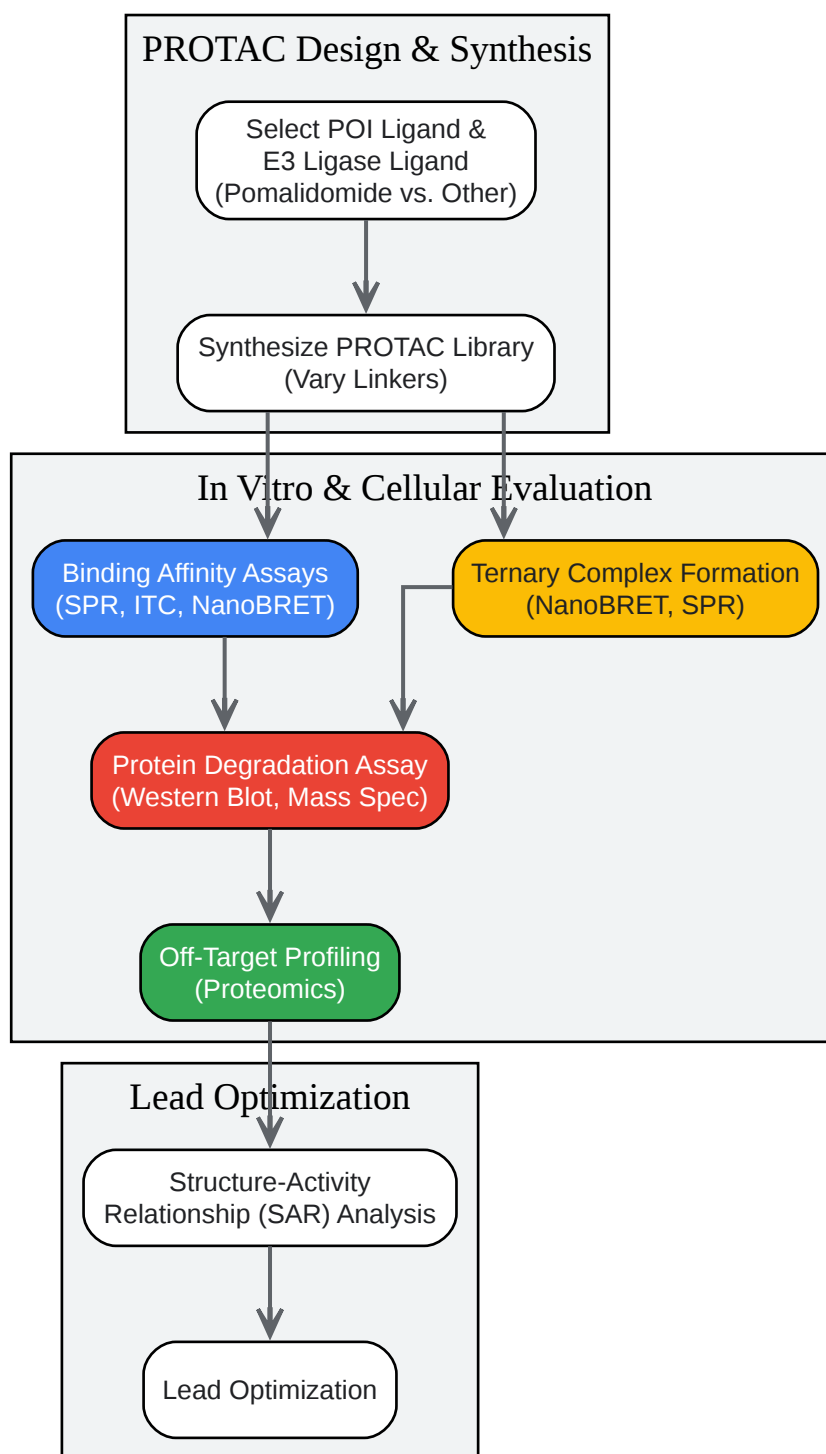 PROTAC Design & Synthesis
Select POI Ligand &
E3 Ligase Ligand
(Pomalidomide vs. Other)
Synthesize PROTAC Library
(Vary Linkers)
In Vitro & Cellular Evaluation
Binding Affinity Assays
(SPR, ITC, NanoBRET)
Ternary Complex Formation
(NanoBRET, SPR)
Protein Degradation Assay
(Western Blot, Mass Spec)
Off-Target Profiling
(Proteomics)
Lead Optimization
Structure-Activity
Relationship (SAR) Analysis
Lead Optimization